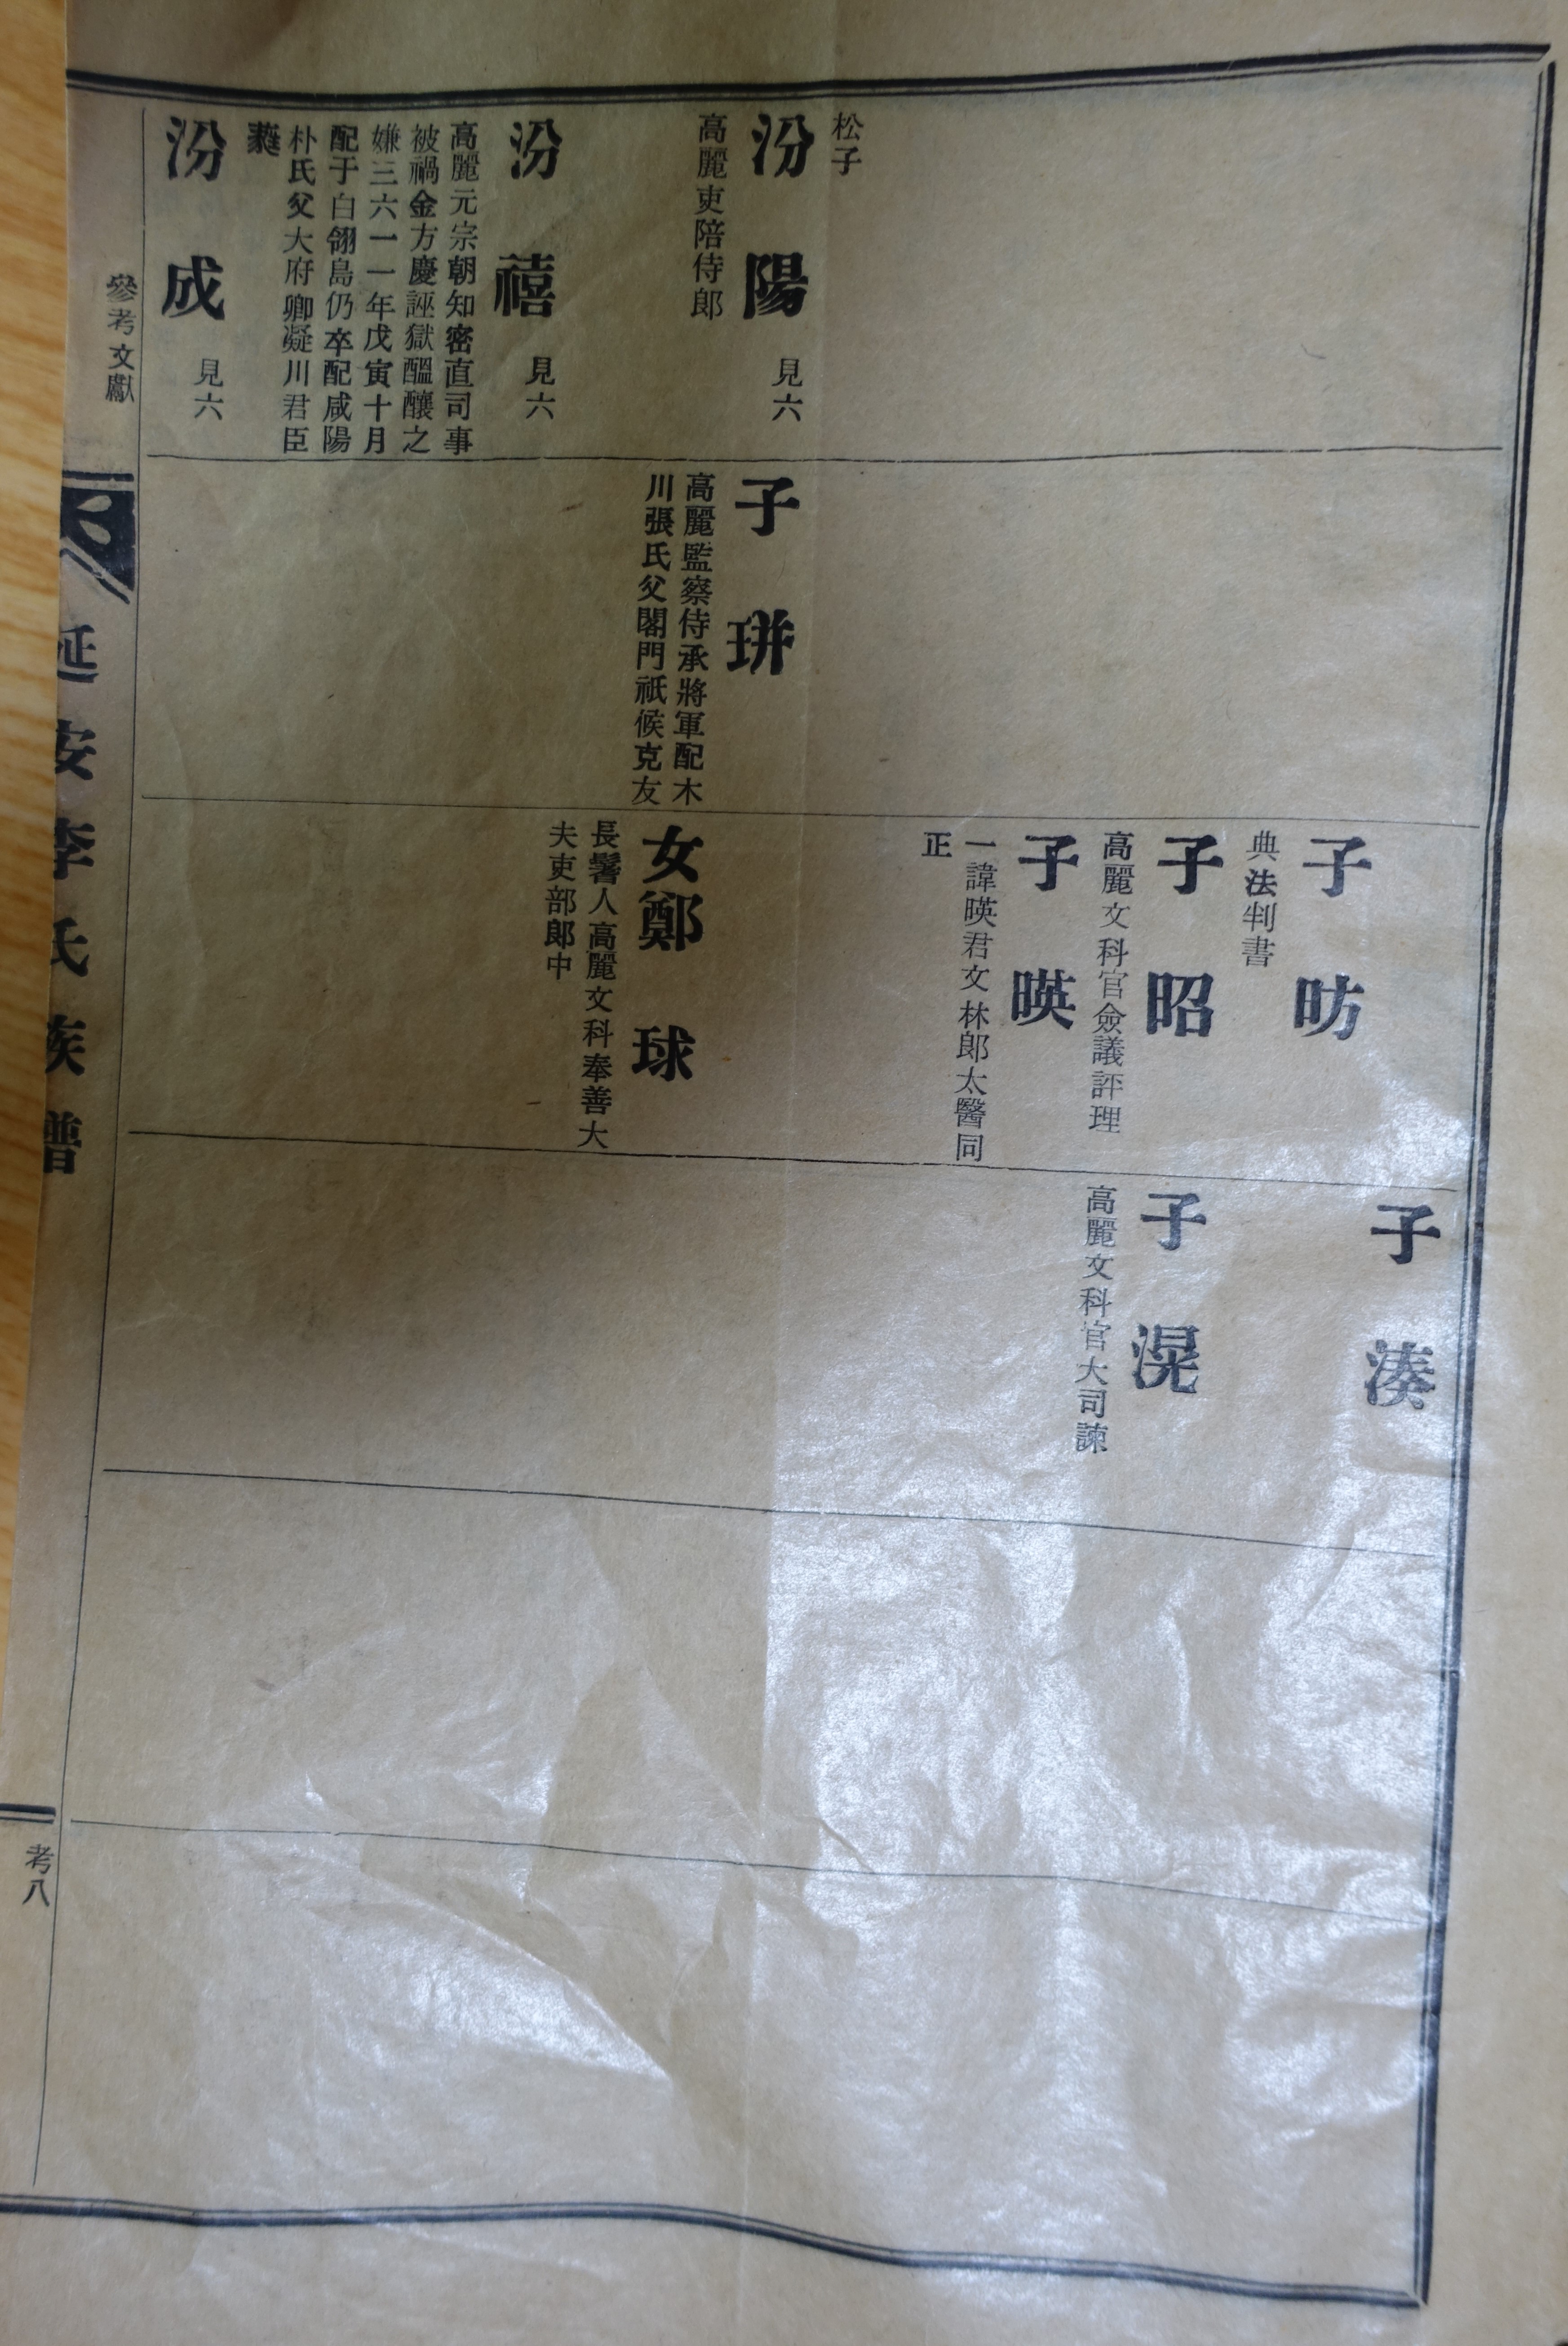 松子
汾陽 見六
高麗吏陪侍郎
汾禧 見六
高麗元宗朝知密直司事
被禍金方慶誣獄醞釀之
嫌三六一一年戊寅十月
配于白翎島仍卒配咸陽
朴氏父大府卿凝川君臣
蕤
汾成 見六
子琲
高麗監察侍承將軍配木
川張氏父閣門祇候克友
子昉
典法判書
子昭
高麗文科官僉議評理
子暎
一諱暎君文林郎太醫同
正
女鄭球
長鬐人高麗文科奉善大
夫吏部郎中
子湊
子滉
高麗文科官大司諫
參考文獻
延安李氏族譜
考八